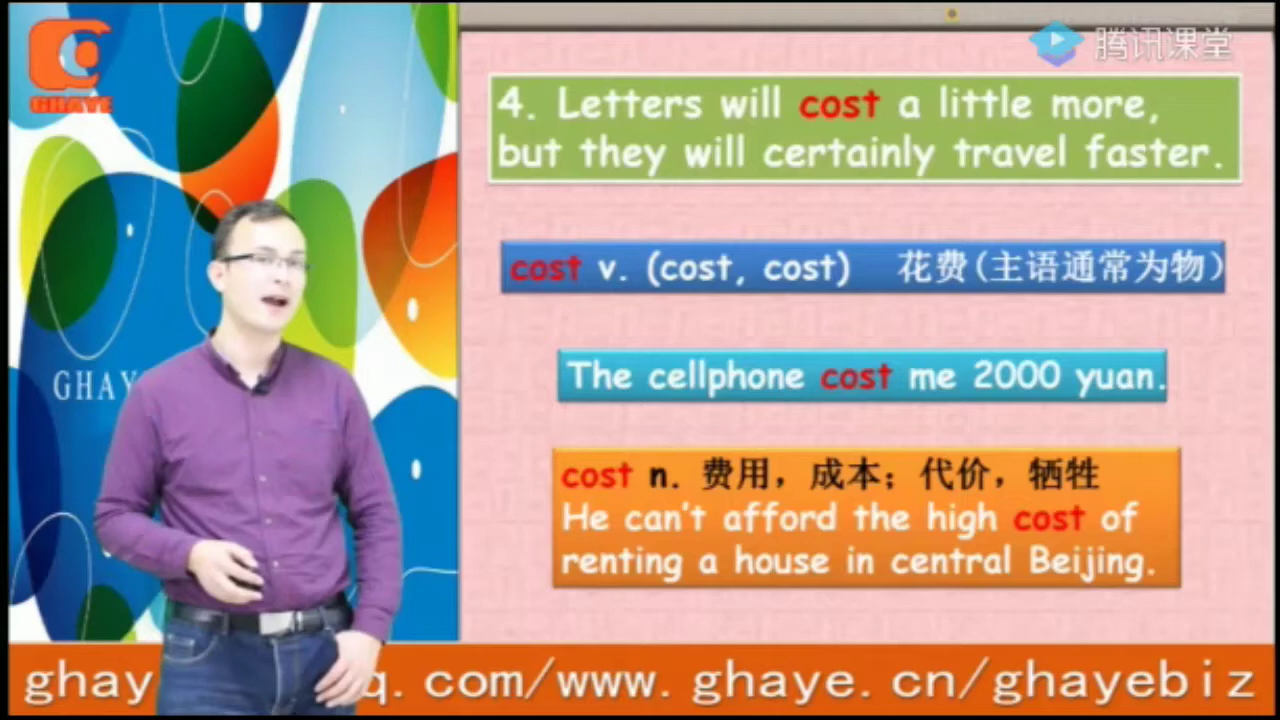 GHAYE
腾讯课堂
4. Letters will cost a little more,
but they will certainly travel faster.
cost v. (cost, cost) 花费(主语通常为物)
GHAY
The cellphone cost me 2000 yuan.
cost n. 费用，成本；代价，牺牲
He can't afford the high cost of
renting a house in central Beijing.
ghay q.com/www.ghaye.cn/ghayebiz